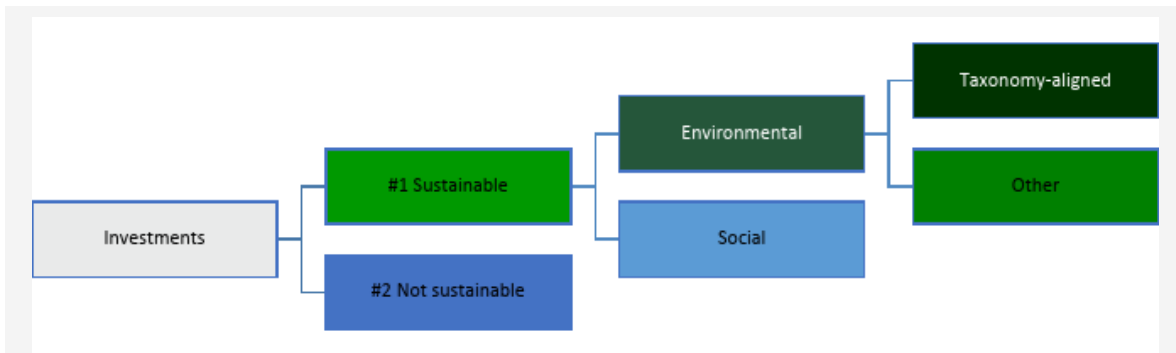 Taxonomy-aligned
Environmental
#1 Sustainable
Other
Investments
Social
#2 Not sustainable